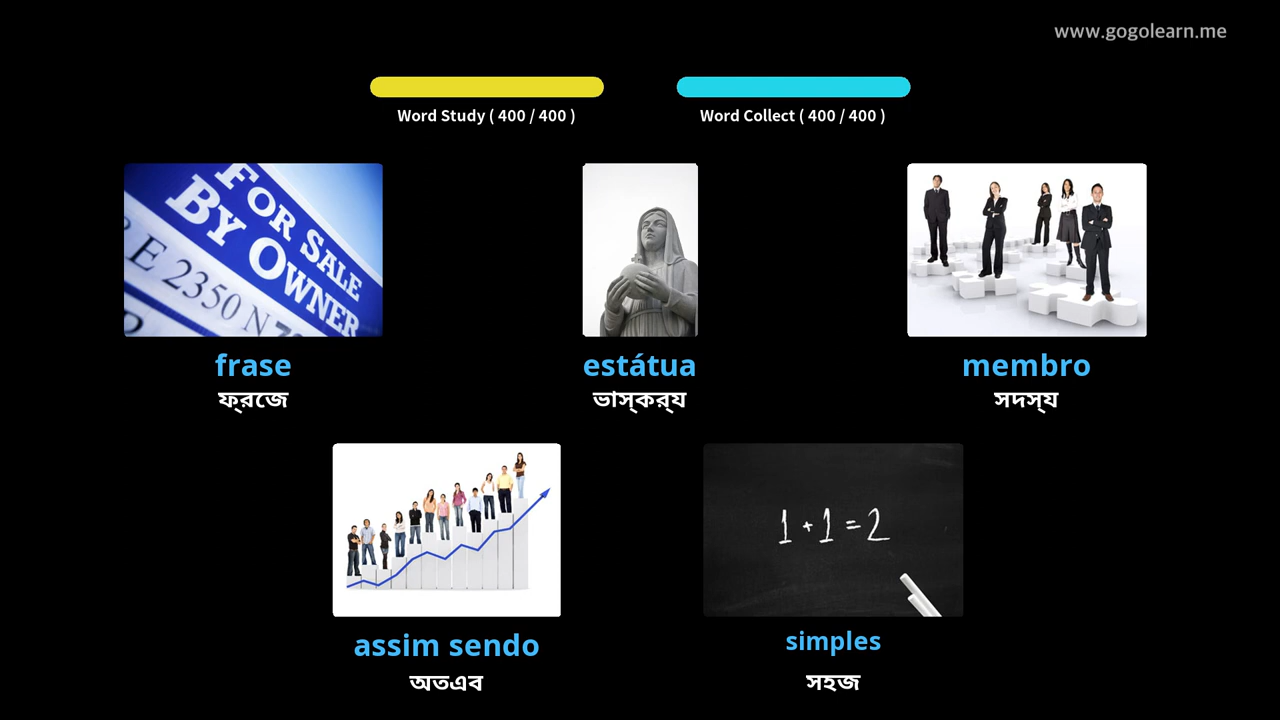 www.gogolearn.me
Word Study ( 400 / 400 )
Word Collect ( 400 / 400 )
FOR SALE
BY OWNER
E 2350 N
frase
estátua
membro
ফ্‌রজে
ভাস্‌কর্‌য
সদস্‌য
1 + 1 = 2
assim sendo
simples
অতএব
সহজ